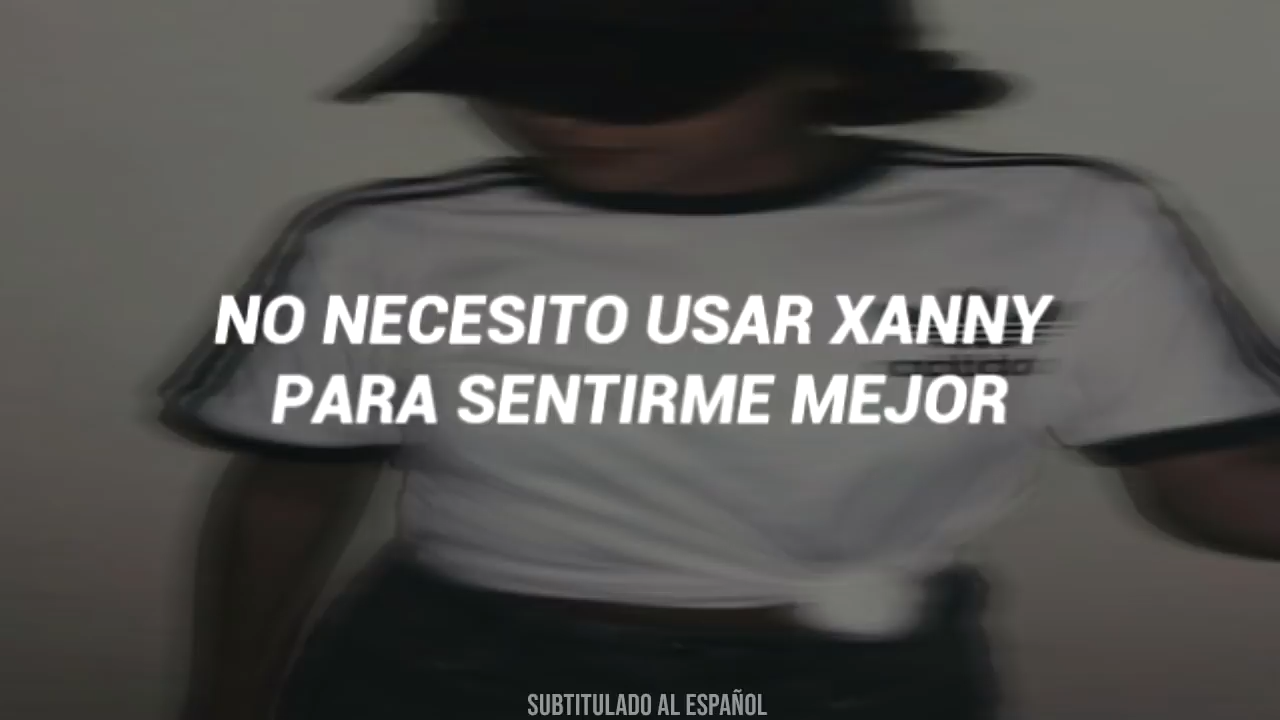 NO NECESITO USAR XANNY
PARA SENTIRME MEJOR
SUBTITULADO AL ESPAÑOL